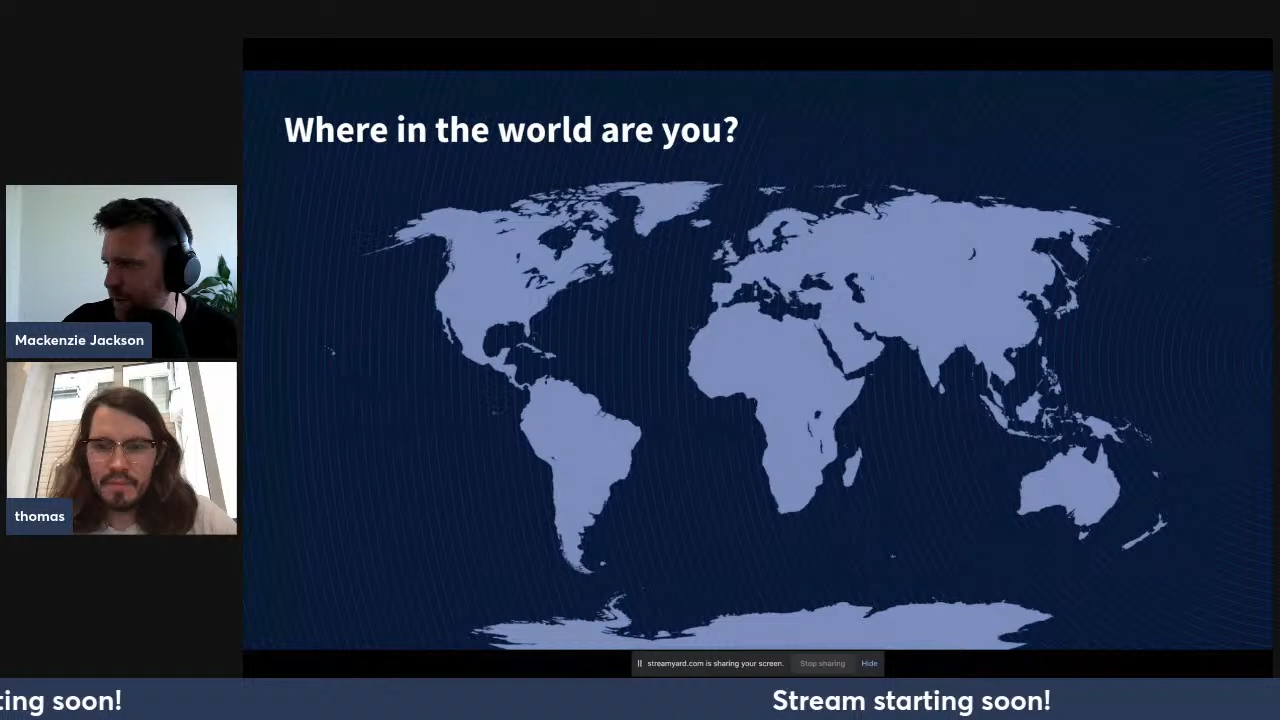 Where in the world are you?
Mackenzie Jackson
thomas
streamyard.com is sharing your screen.
Stop sharing
Hide
ting soon!
Stream starting soon!